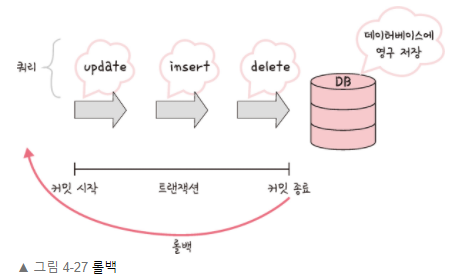 데이터베이스에
영구 저장
쿼리
update
insert
delete
DB
커밋 시작
트랜잭션
커밋 종료
롤백
▲ 그림 4-27 롤백